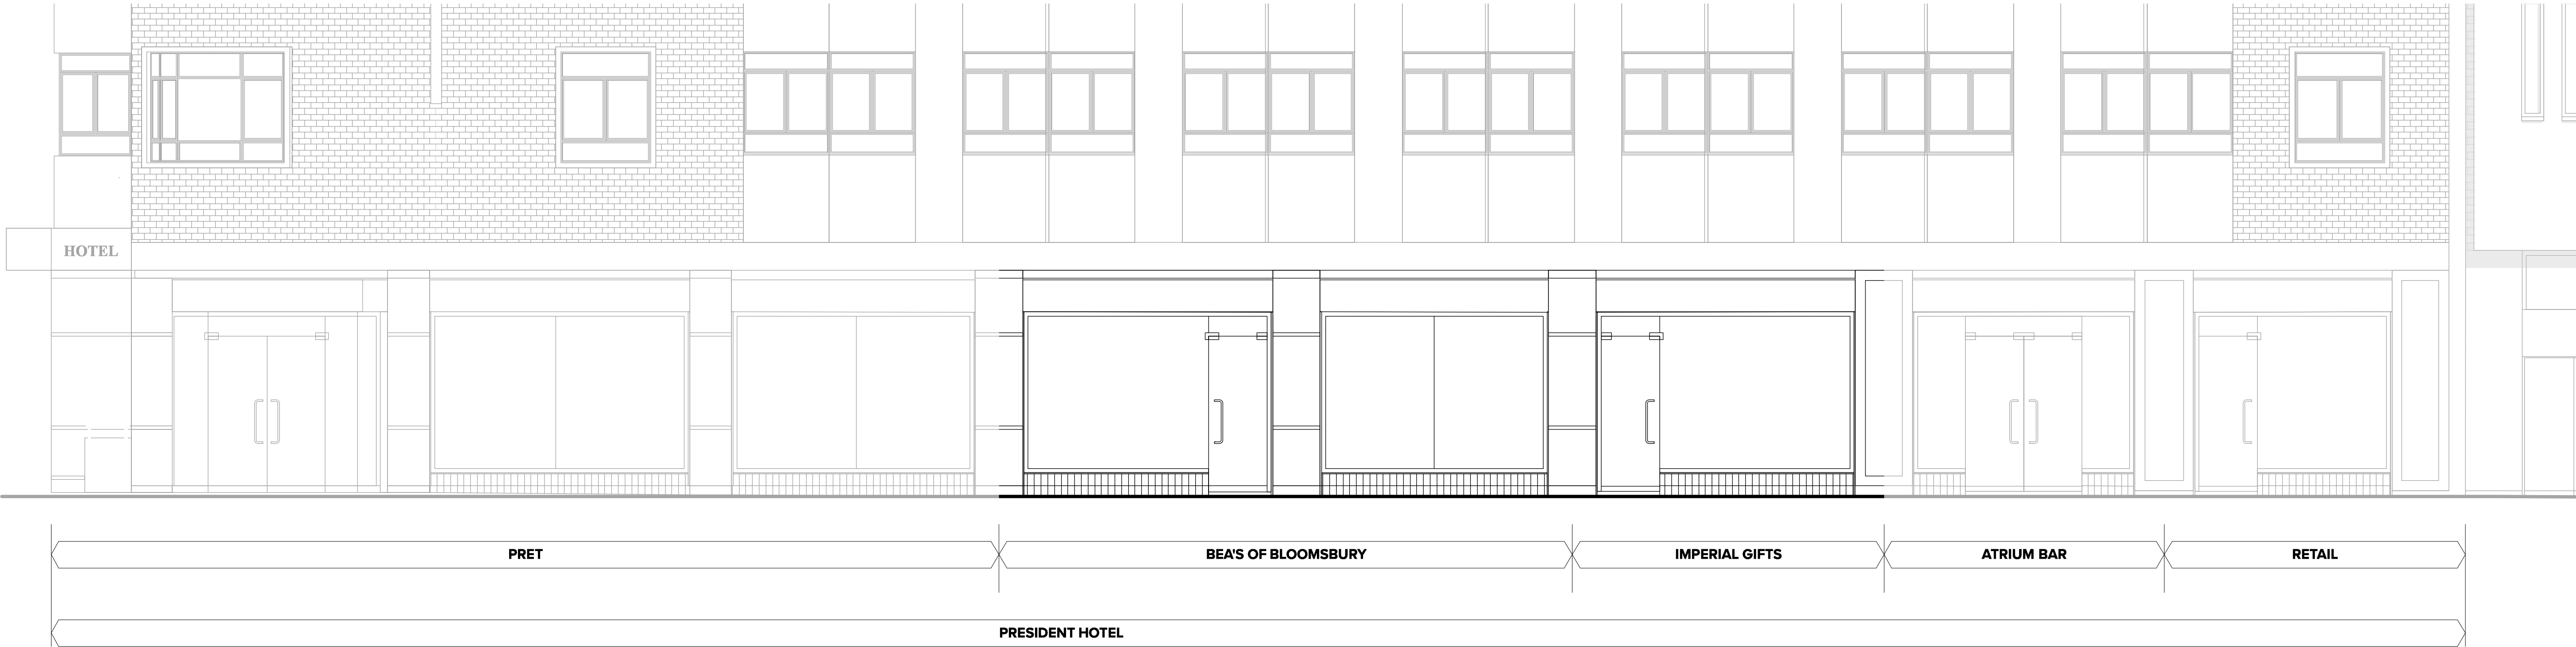 HOTEL
PRET
BEA'S OF BLOOMSBURY
IMPERIAL GIFTS
ATRIUM BAR
RETAIL
PRESIDENT HOTEL